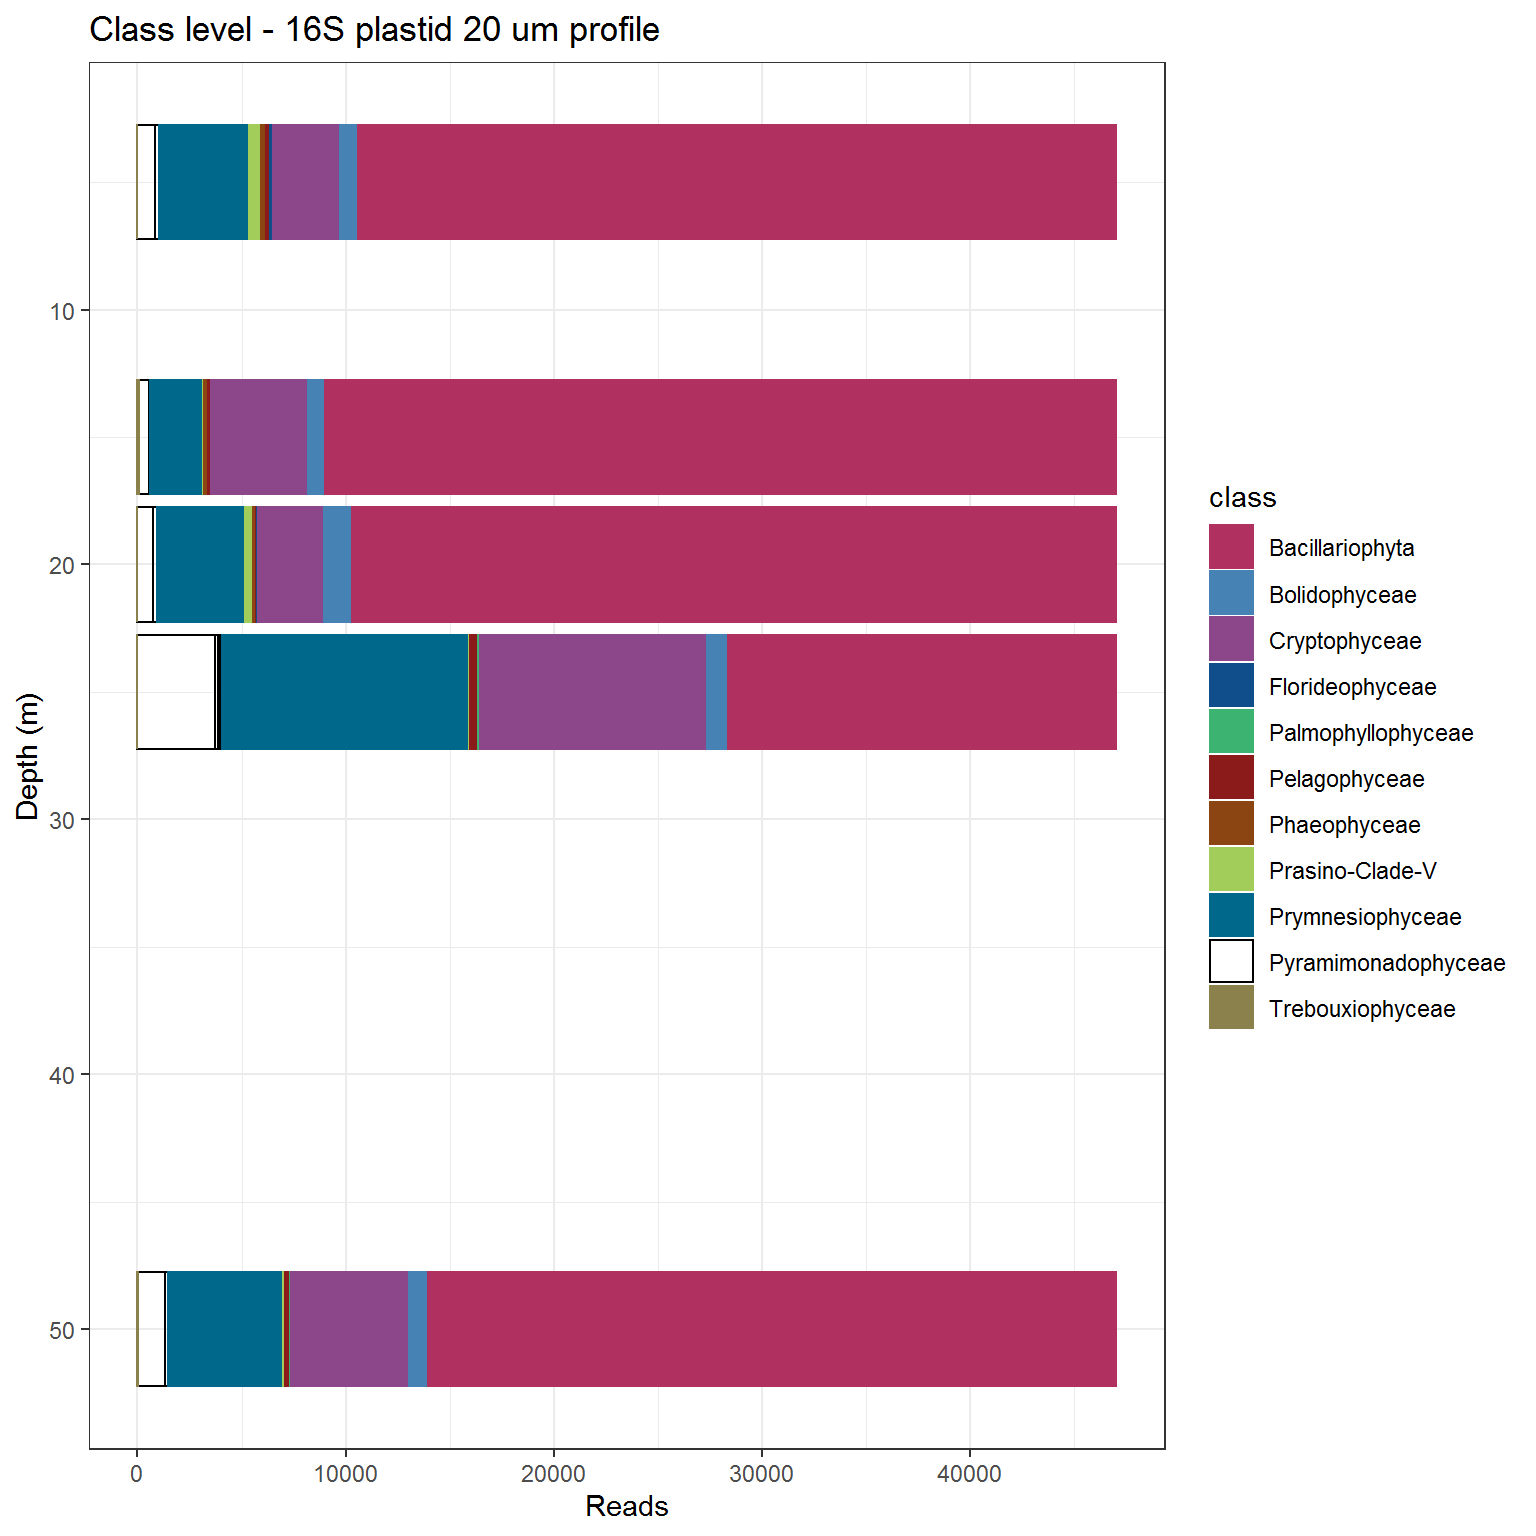 Class level - 16S plastid 20 um profile
10
20
30
40
50
Depth (m)
0 10000 20000 30000 40000
Reads
class
Bacillariophyta
Bolidophyceae
Cryptophyceae
Florideophyceae
Palmophyllophyceae
Pelagophyceae
Phaeophyceae
Prasino-Clade-V
Prymnesiophyceae
Pyramimonadophyceae
Trebouxiophyceae